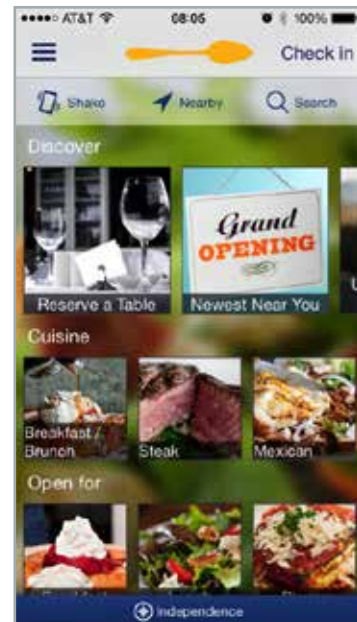 AT&T 08:05 100%
Check in
Shake Nearby Search
Discover
Grand
OPENING
Reserve a Table Newest Near You
Cuisine
Breakfast /
Brunch Steak Mexican
Open for
Independence